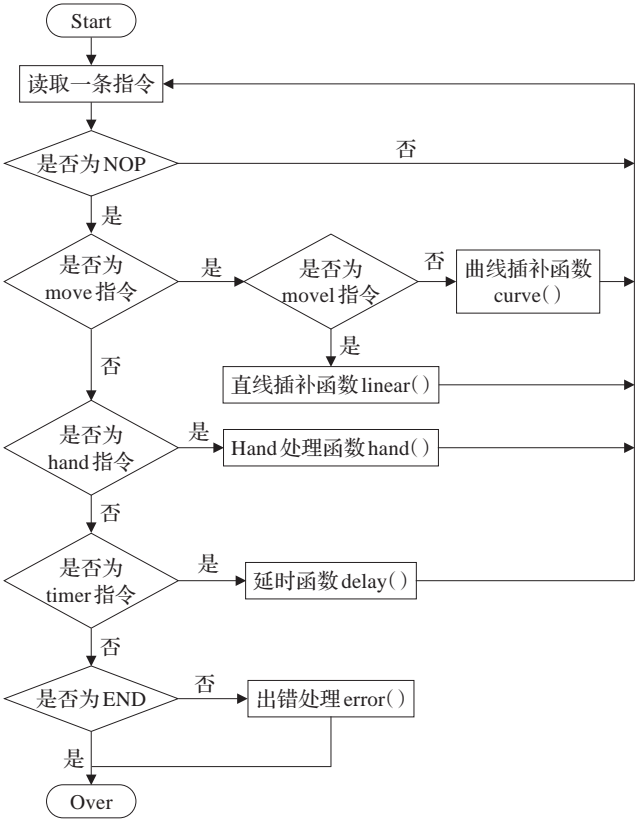 Start
读取一条指令
是否为NOP
否
是
是否为
move指令
是
是否为
movel指令
否
曲线插补函数
curve()
是
直线插补函数linear()
否
是否为
hand指令
是
Hand处理函数hand()
否
是否为
timer指令
是
延时函数delay()
否
是否为END
否
出错处理error()
是
Over